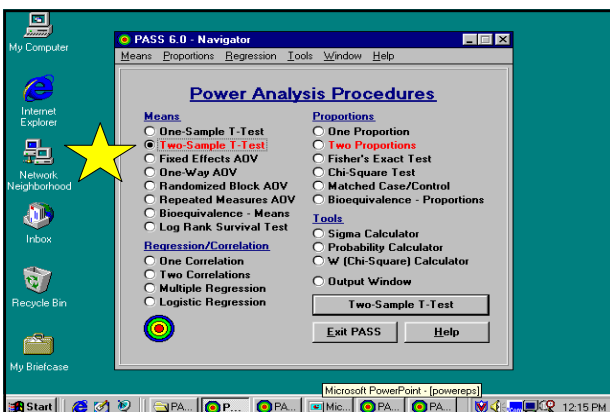 My Computer
Internet
Explorer
Network
Neighborhood
Inbox
Recycle Bin
My Briefcase
PASS 6.0 - Navigator
Means Proportions Regression Tools Window Help
Power Analysis Procedures
Means
One-Sample T-Test
Two-Sample T-Test
Fixed Effects AOV
One-Way AOV
Randomized Block AOV
Repeated Measures AOV
Bioequivalence - Means
Log Rank Survival Test
Regression/Correlation
One Correlation
Two Correlations
Multiple Regression
Logistic Regression
Proportions
One Proportion
Two Proportions
Fisher's Exact Test
Chi-Square Test
Matched Case/Control
Bioequivalence - Proportions
Tools
Sigma Calculator
Probability Calculator
W (Chi-Square) Calculator
Output Window
Two-Sample T-Test
Exit PASS Help
Microsoft PowerPoint - [powereps]
Start PA... P... PA... Mic... PA... PA... 12:15 PM